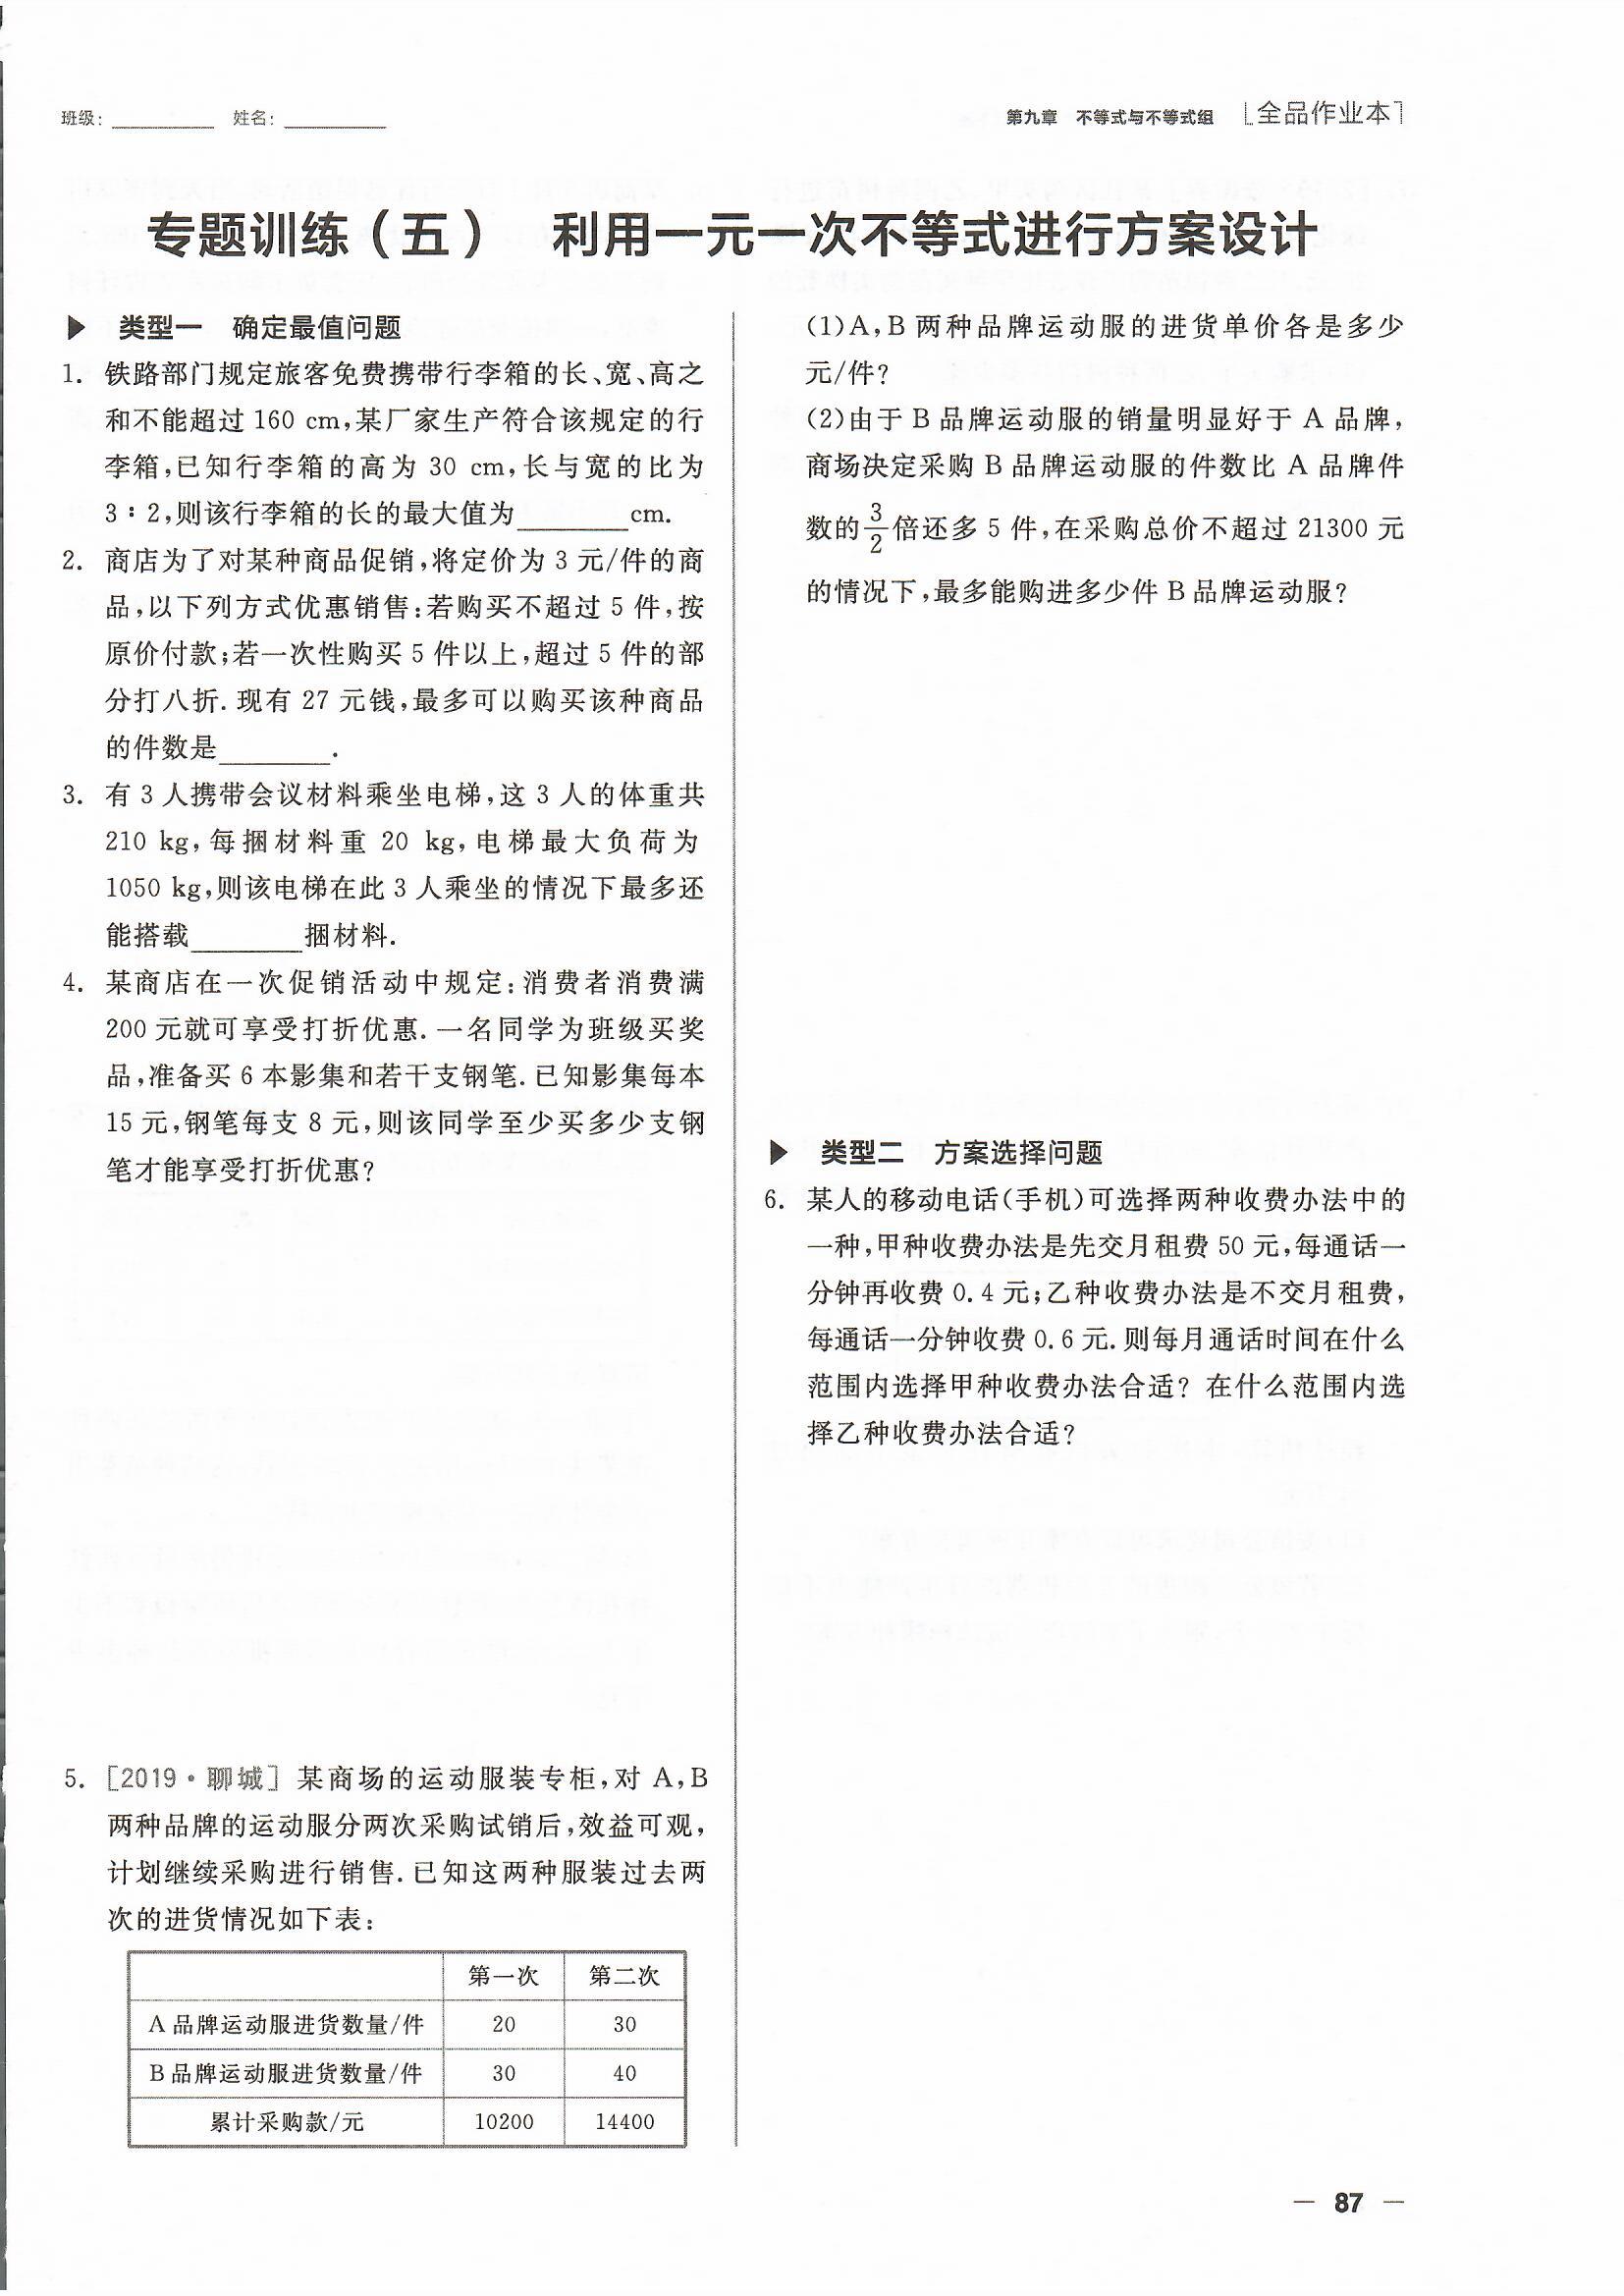 班级: 姓名:
第九章 不等式与不等式组 全品作业本
专题训练(五) 利用一元一次不等式进行方案设计
▶ 类型一 确定最值问题
1. 铁路部门规定旅客免费携带行李箱的长、宽、高之
和不能超过 160 cm,某厂家生产符合该规定的行
李箱,已知行李箱的高为 30 cm,长与宽的比为
3∶2,则该行李箱的长的最大值为________cm.
2. 商店为了对某种商品促销,将定价为 3 元/件的商
品,以下列方式优惠销售:若购买不超过 5 件,按
原价付款;若一次性购买 5 件以上,超过 5 件的部
分打八折. 现有 27 元钱,最多可以购买该种商品
的件数是________.
3. 有 3 人携带会议材料乘坐电梯,这 3 人的体重共
210 kg,每捆材料重 20 kg,电梯最大负荷为
1050 kg,则该电梯在此 3 人乘坐的情况下最多还
能搭载________捆材料.
4. 某商店在一次促销活动中规定:消费者消费满
200 元就可享受打折优惠. 一名同学为班级买奖
品,准备买 6 本影集和若干支钢笔. 已知影集每本
15 元,钢笔每支 8 元,则该同学至少买多少支钢
笔才能享受打折优惠?
5. [2019·聊城] 某商场的运动服装专柜,对 A,B
两种品牌的运动服分两次采购试销后,效益可观,
计划继续采购进行销售. 已知这两种服装过去两
次的进货情况如下表:
第一次 第二次
A 品牌运动服进货数量/件 20 30
B 品牌运动服进货数量/件 30 40
累计采购款/元 10200 14400
(1)A,B 两种品牌运动服的进货单价各是多少
元/件?
(2)由于 B 品牌运动服的销量明显好于 A 品牌,
商场决定采购 B 品牌运动服的件数比 A 品牌件
数的 3/2 倍还多 5 件,在采购总价不超过 21300 元
的情况下,最多能购进多少件 B 品牌运动服?
▶ 类型二 方案选择问题
6. 某人的移动电话(手机)可选择两种收费办法中的
一种,甲种收费办法是先交月租费 50 元,每通话一
分钟再收费 0.4 元;乙种收费办法是不交月租费,
每通话一分钟收费 0.6 元. 则每月通话时间在什么
范围内选择甲种收费办法合适? 在什么范围内选
择乙种收费办法合适?
— 87 —